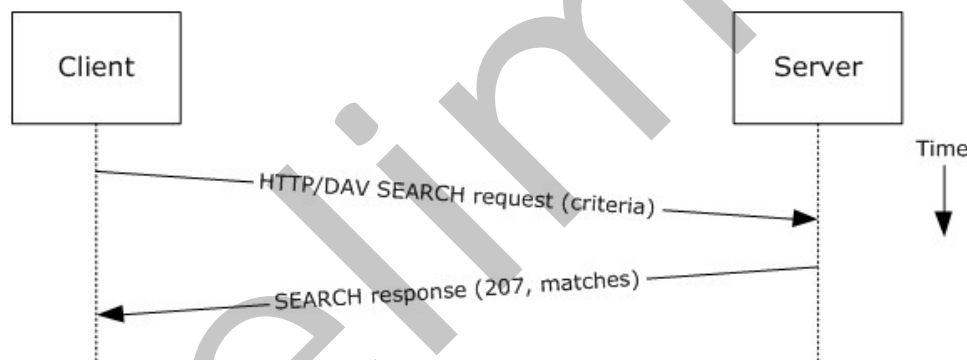 Client
Server
Time
HTTP/DAV SEARCH request (criteria)
SEARCH response (207, matches)